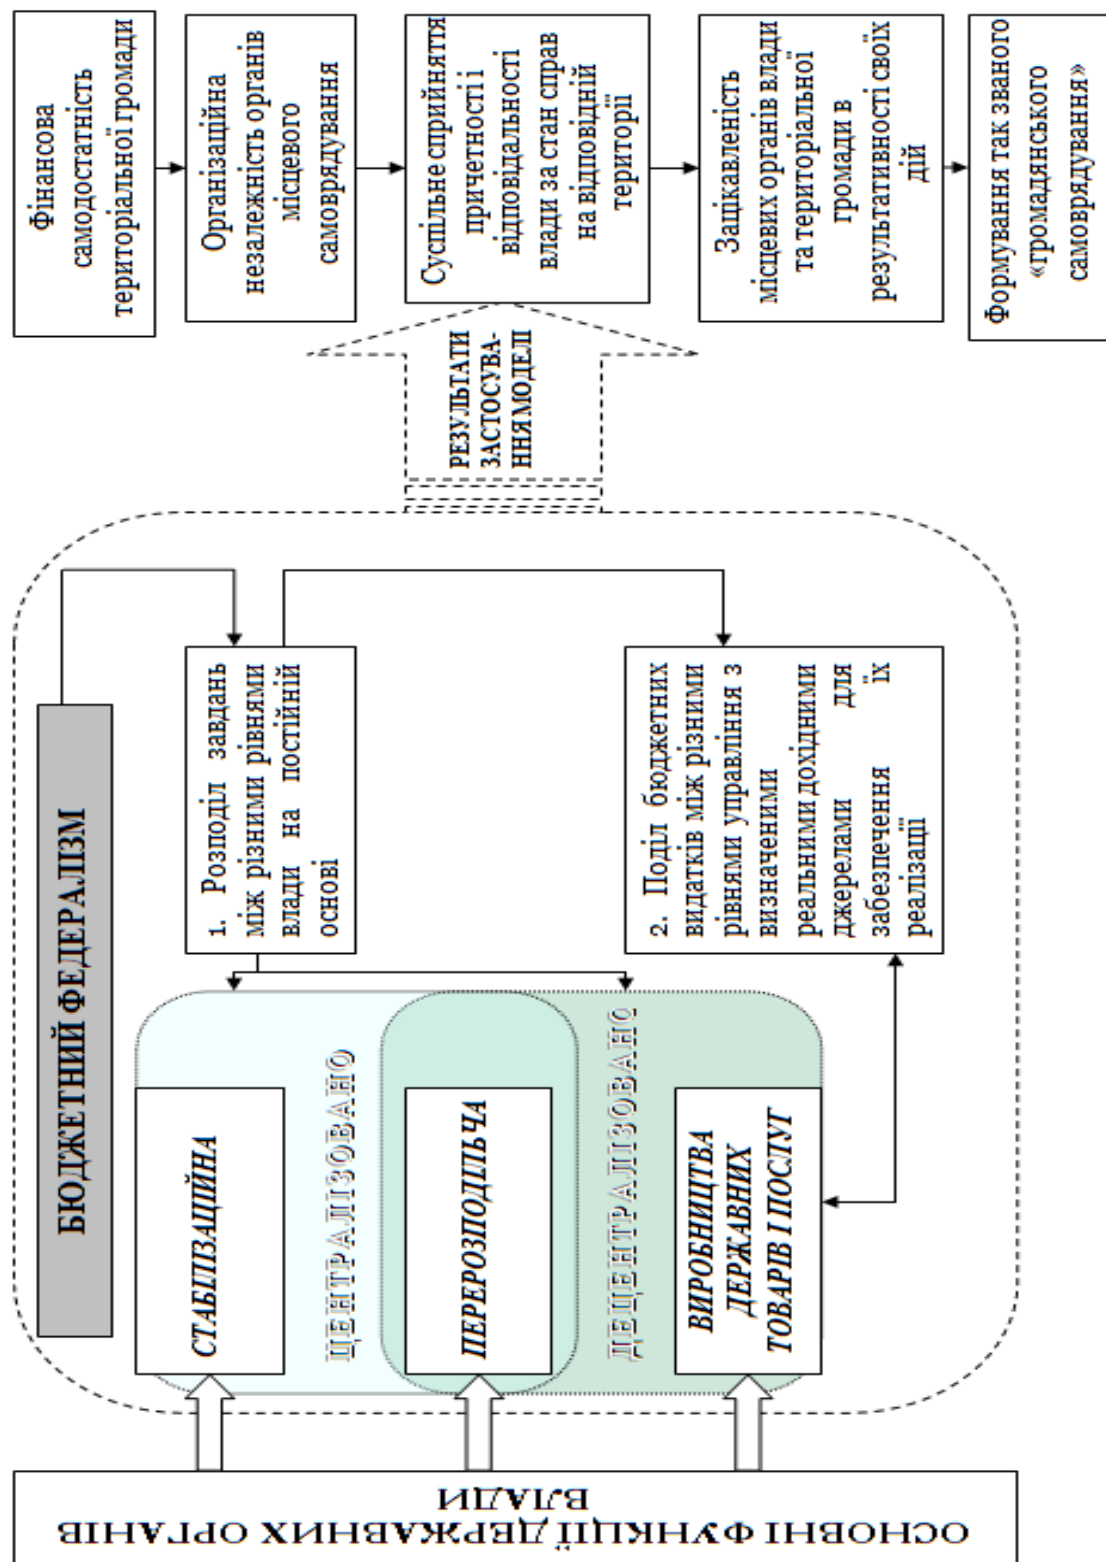 ОСНОВНІ ФУНКЦІЇ ДЕРЖАВНИХ ОРГАНІВ
ВЛАДИ
БЮДЖЕТНИЙ ФЕДЕРАЛІЗМ
СТАБІЛІЗАЦІЙНА
ЦЕНТРАЛІЗОВАНО
ПЕРЕРОЗПОДІЛЬЧА
ДЕЦЕНТРАЛІЗОВАНО
ВИРОБНИЦТВА
ДЕРЖАВНИХ
ТОВАРІВ І ПОСЛУГ
1. Розподіл завдань
між різними рівнями
влади на постійній
основі
2. Поділ бюджетних
видатків між різними
рівнями управління з
визначеними
реальними дохідними
джерелами для
забезпечення їх
реалізації
РЕЗУЛЬТАТИ
ЗАСТОСУВА-
ННЯ МОДЕЛІ
Фінансова
самодостатність
територіальної громади
Організаційна
незалежність органів
місцевого
самоврядування
Суспільне сприйняття
причетності і
відповідальності
влади за стан справ
на відповідній
території
Зацікавленість
місцевих органів влади
та територіальної
громади в
результативності своїх
дій
Формування так званого
«громадянського
самоврядування»